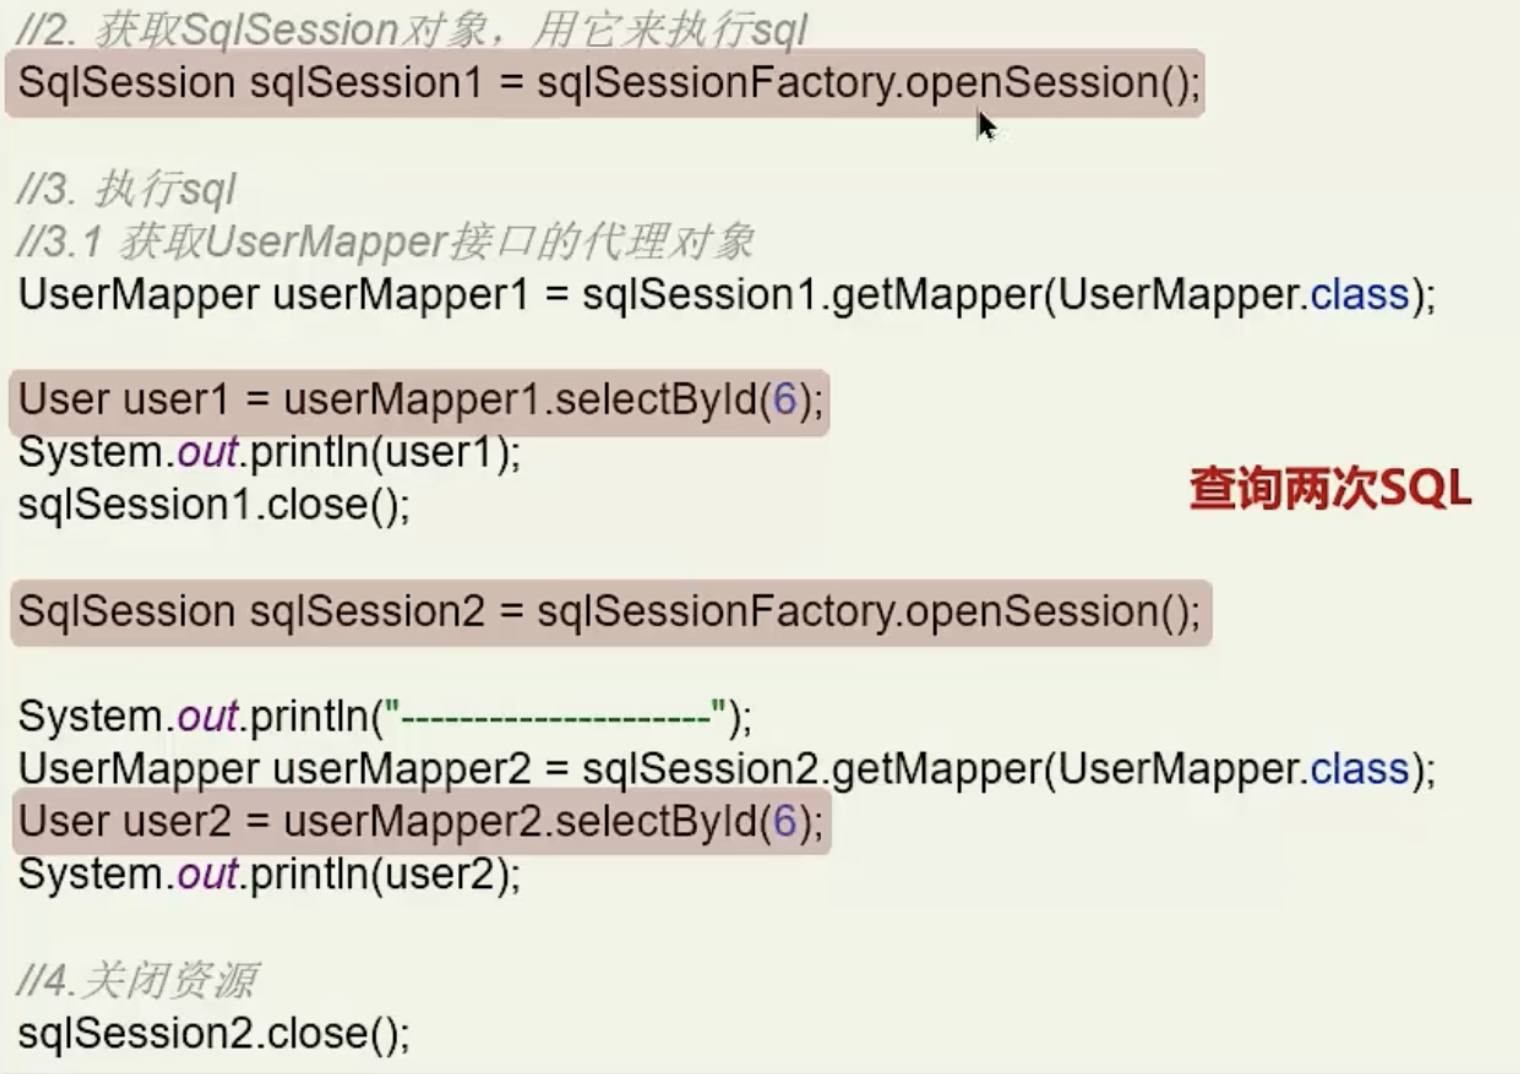 //2. 获取SqlSession对象，用它来执行sql
SqlSession sqlSession1 = sqlSessionFactory.openSession();
//3. 执行sql
//3.1 获取UserMapper接口的代理对象
UserMapper userMapper1 = sqlSession1.getMapper(UserMapper.class);
User user1 = userMapper1.selectById(6);
System.out.println(user1);
sqlSession1.close();
查询两次SQL
SqlSession sqlSession2 = sqlSessionFactory.openSession();
System.out.println("---------------------");
UserMapper userMapper2 = sqlSession2.getMapper(UserMapper.class);
User user2 = userMapper2.selectById(6);
System.out.println(user2);
//4.关闭资源
sqlSession2.close();